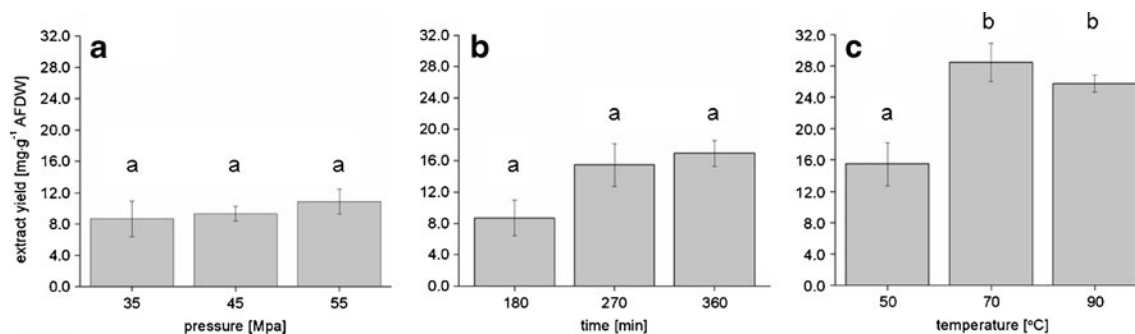 a
b
c
extract yield [mg·g⁻¹ AFDW]
32.0
28.0
24.0
20.0
16.0
12.0
8.0
4.0
0.0
a a a
35 45 55
pressure [Mpa]
32.0
28.0
24.0
20.0
16.0
12.0
8.0
4.0
0.0
a a a
180 270 360
time [min]
32.0
28.0
24.0
20.0
16.0
12.0
8.0
4.0
0.0
a b b
50 70 90
temperature [°C]